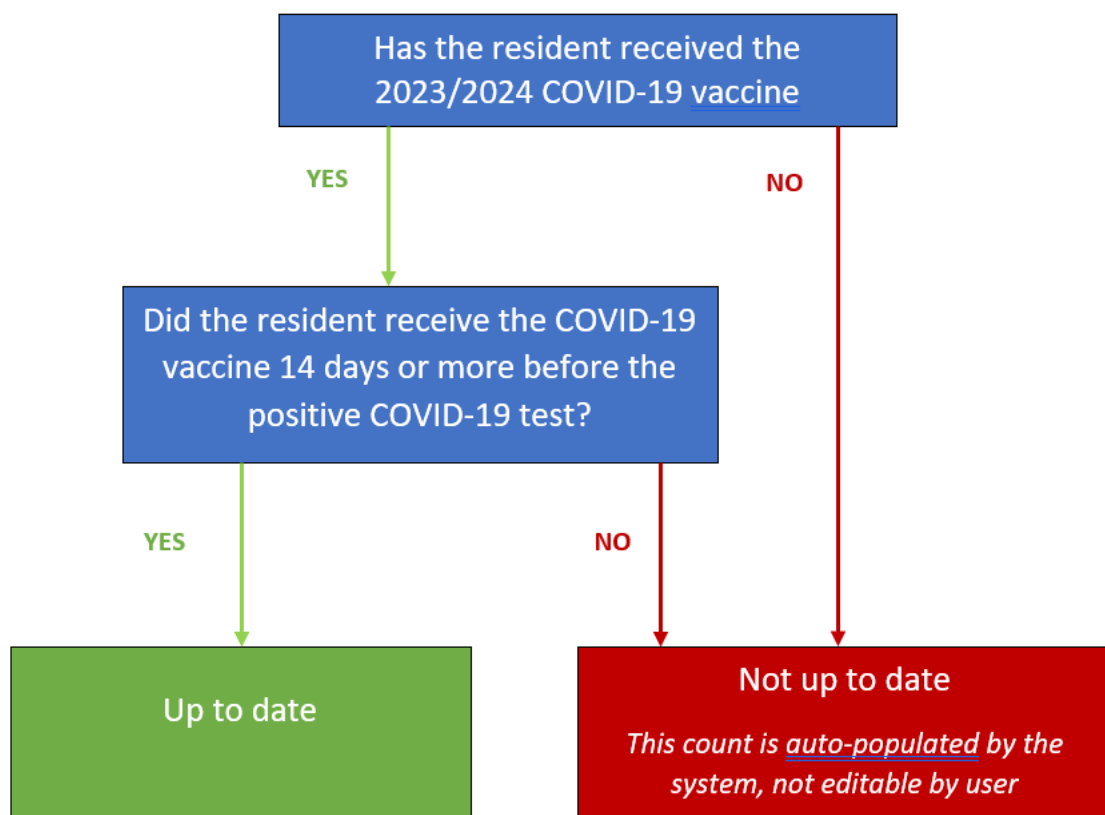 Has the resident received the
2023/2024 COVID-19 vaccine
YES
NO
Did the resident receive the COVID-19
vaccine 14 days or more before the
positive COVID-19 test?
YES
NO
Up to date
Not up to date
This count is auto-populated by the
system, not editable by user